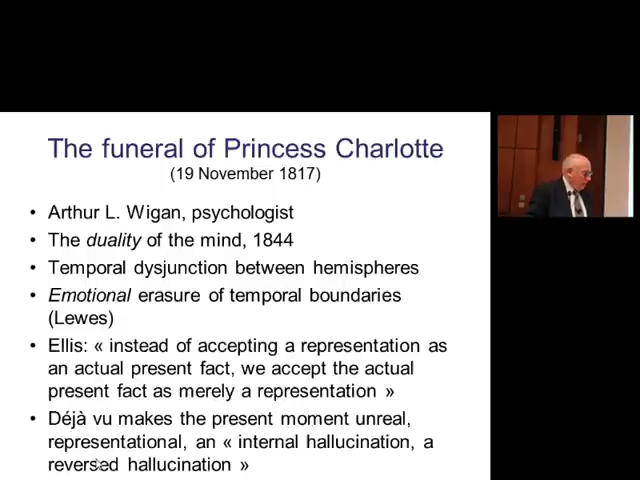 The funeral of Princess Charlotte
(19 November 1817)
• Arthur L. Wigan, psychologist
• The duality of the mind, 1844
• Temporal dysjunction between hemispheres
• Emotional erasure of temporal boundaries
(Lewes)
• Ellis: « instead of accepting a representation as
an actual present fact, we accept the actual
present fact as merely a representation »
• Déjà vu makes the present moment unreal,
representational, an « internal hallucination, a
reversed hallucination »